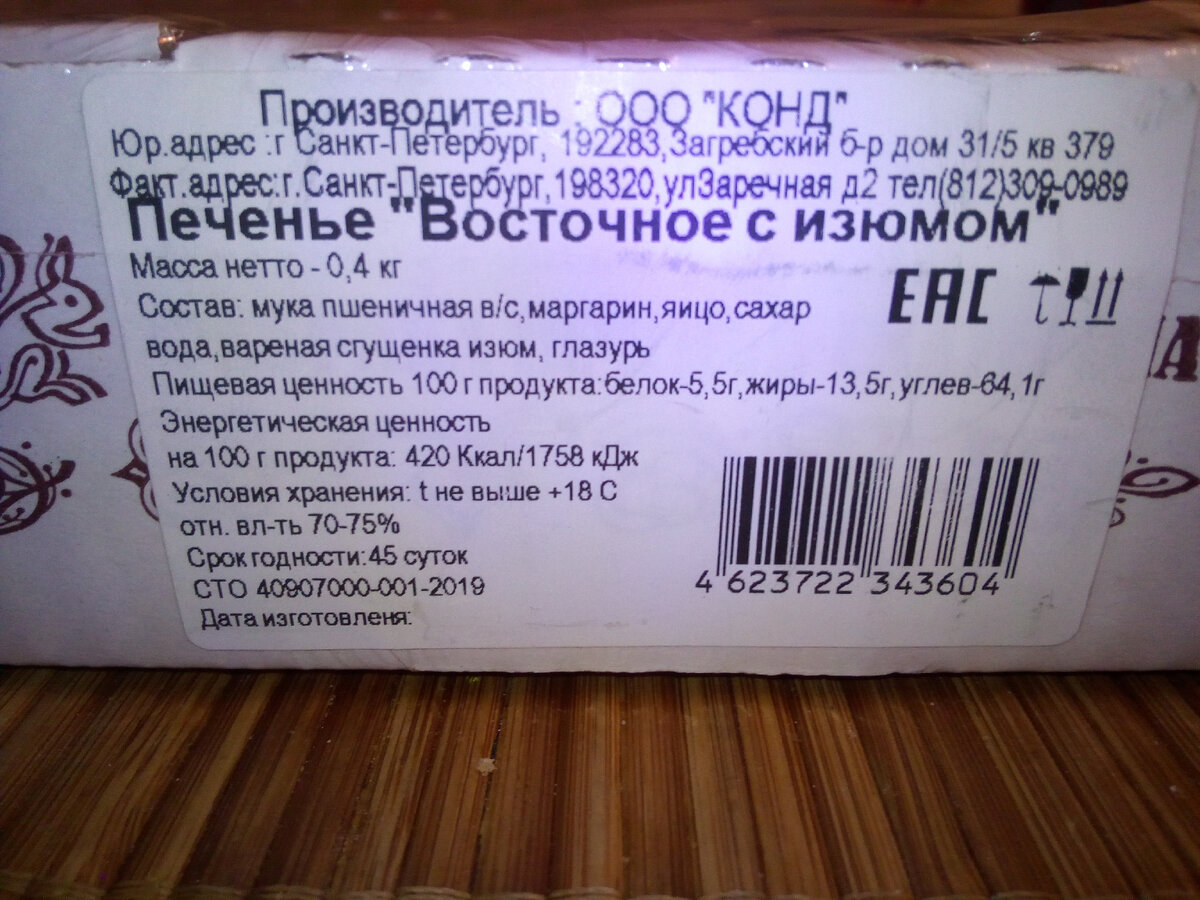 Производитель : ООО "КОНД"
Юр.адрес :г Санкт-Петербург, 192283,Загребский б-р дом 31/5 кв 379
Факт.адрес:г.Санкт-Петербург,198320,улЗаречная д2 тел(812)309-0989
Печенье "Восточное с изюмом"
Масса нетто - 0,4 кг
EAC
Состав: мука пшеничная в/с,маргарин,яицо,сахар
вода,вареная сгущенка изюм, глазурь
Пищевая ценность 100 г продукта:белок-5,5г,жиры-13,5г,углев-64,1г
Энергетическая ценность
на 100 г продукта: 420 Ккал/1758 кДж
Условия хранения: t не выше +18 С
отн. вл-ть 70-75%
Срок годности:45 суток
СТО 40907000-001-2019
Дата изготовленя:
4 623722 343604